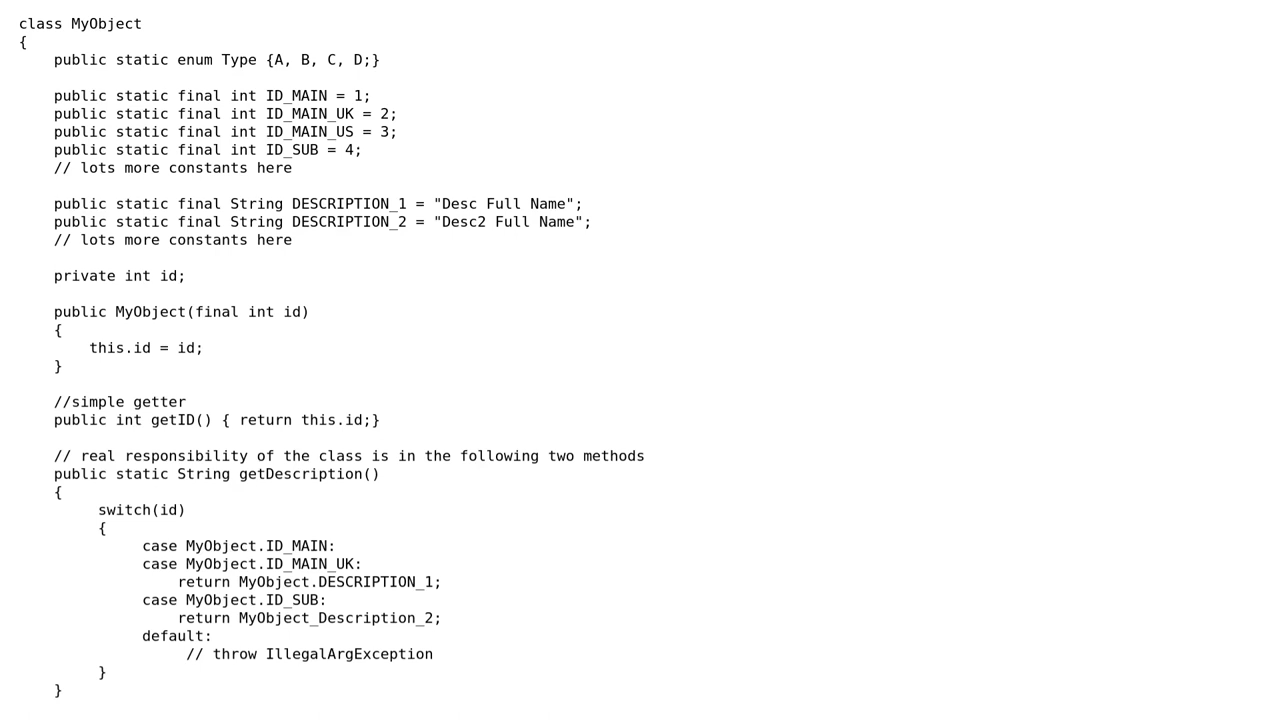 class MyObject
{
    public static enum Type {A, B, C, D;}

    public static final int ID_MAIN = 1;
    public static final int ID_MAIN_UK = 2;
    public static final int ID_MAIN_US = 3;
    public static final int ID_SUB = 4;
    // lots more constants here

    public static final String DESCRIPTION_1 = "Desc Full Name";
    public static final String DESCRIPTION_2 = "Desc2 Full Name";
    // lots more constants here

    private int id;

    public MyObject(final int id)
    {
        this.id = id;
    }

    //simple getter
    public int getID() { return this.id;}

    // real responsibility of the class is in the following two methods
    public static String getDescription()
    {
         switch(id)
         {
              case MyObject.ID_MAIN:
              case MyObject.ID_MAIN_UK:
                  return MyObject.DESCRIPTION_1;
              case MyObject.ID_SUB:
                  return MyObject_Description_2;
              default:
                   // throw IllegalArgException
         }
    }